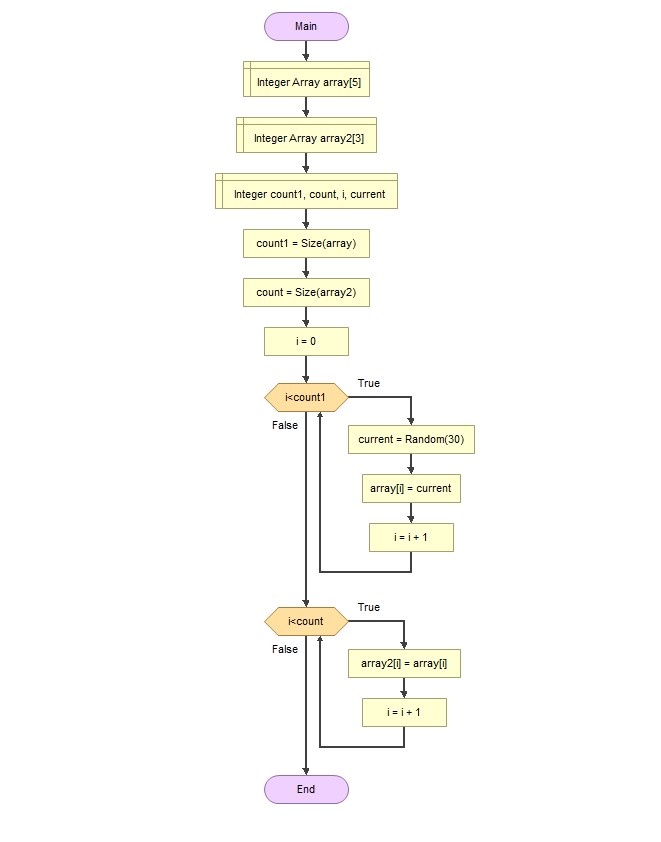 Main
Integer Array array[5]
Integer Array array2[3]
Integer count1, count, i, current
count1 = Size(array)
count = Size(array2)
i = 0
i<count1
True
False
current = Random(30)
array[i] = current
i = i + 1
i<count
True
False
array2[i] = array[i]
i = i + 1
End